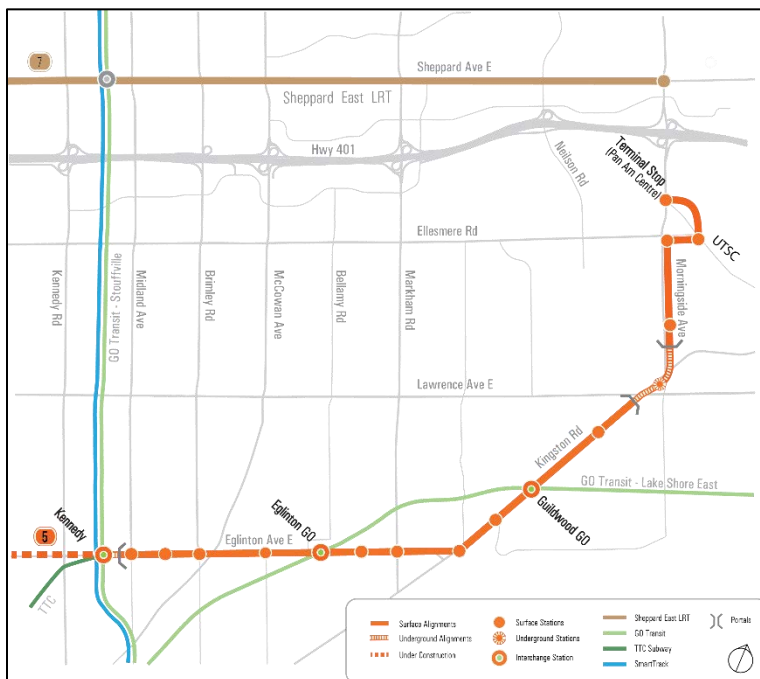 7
Sheppard Ave E
Sheppard East LRT
Hwy 401
Neilson Rd
Terminal Stop
(Pan Am Centre)
Ellesmere Rd
UTSC
Kennedy Rd
GO Transit - Stouffville
Midland Ave
Brimley Rd
McCowan Ave
Bellamy Rd
Markham Rd
Morningside Ave
Lawrence Ave E
Kingston Rd
GO Transit - Lake Shore East
Kennedy
5
Eglinton GO
Guildwood GO
Eglinton Ave E
TTC
Surface Alignments
Underground Alignments
Under Construction
Surface Stations
Underground Stations
Interchange Station
Sheppard East LRT
GO Transit
TTC Subway
SmartTrack
Portals